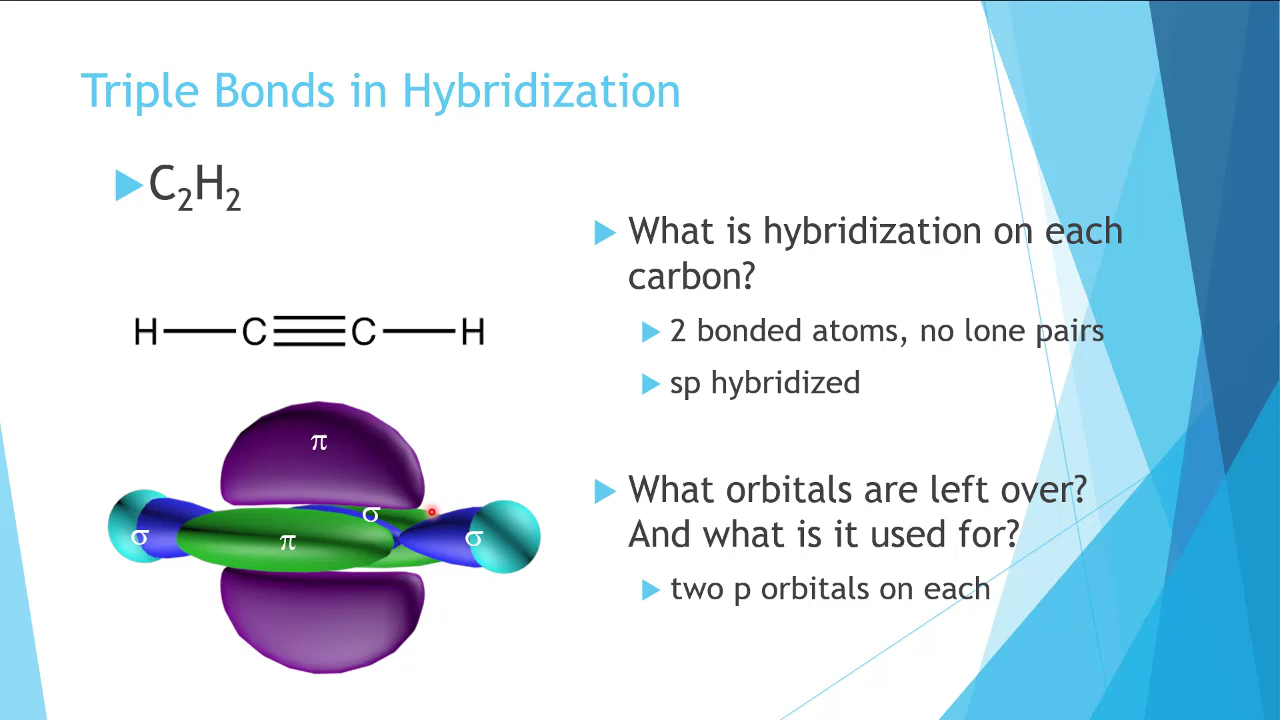 Triple Bonds in Hybridization
C₂H₂
What is hybridization on each
carbon?
2 bonded atoms, no lone pairs
sp hybridized
H C C H
π
σ
σ
π
σ
What orbitals are left over?
And what is it used for?
two p orbitals on each